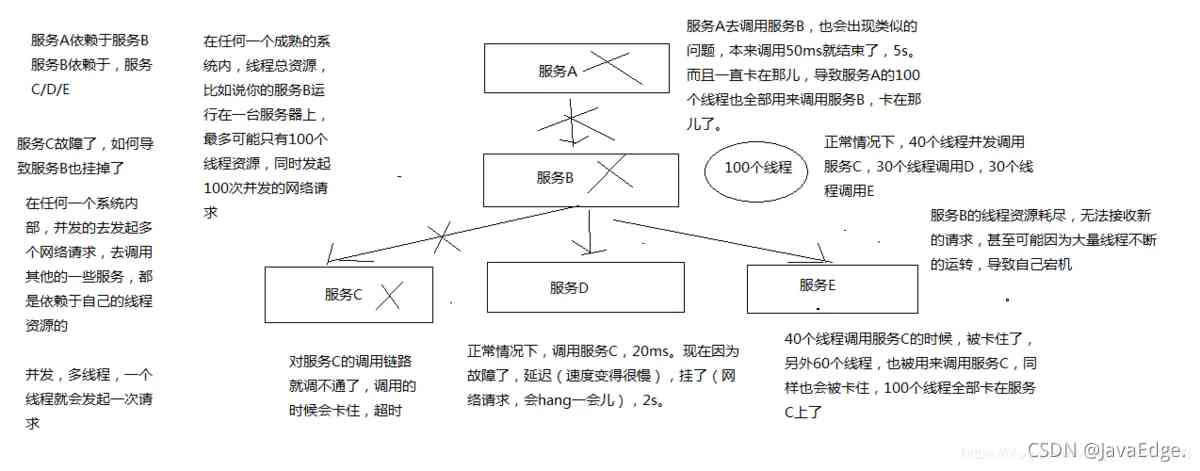 服务A依赖于服务B
服务B依赖于，服务
C/D/E
服务C故障了，如何导
致服务B也挂掉了
在任何一个系统内
部，并发的去发起多
个网络请求，去调用
其他的一些服务，都
是依赖于自己的线程
资源的
并发，多线程，一个
线程就会发起一次请
求
在任何一个成熟的系
统内，线程总资源，
比如说你的服务B运
行在一台服务器上，
最多可能只有100个
线程资源，同时发起
100次并发的网络请
求
服务A
服务B
服务C
服务D
服务E
服务A去调用服务B，也会出现类似的
问题，本来调用50ms就结束了，5s。
而且一直卡在那儿，导致服务A的100
个线程也全部用来调用服务B，卡在那
儿了。
100个线程
正常情况下，40个线程并发调用
服务C，30个线程调用D，30个线
程调用E
服务B的线程资源耗尽，无法接收新
的请求，甚至可能因为大量线程不断
的运转，导致自己宕机
。
对服务C的调用链路
就调不通了，调用的
时候会卡住，超时
正常情况下，调用服务C，20ms。现在因为
故障了，延迟（速度变得很慢），挂了（网
络请求，会hang一会儿），2s。
40个线程调用服务C的时候，被卡住了，
另外60个线程，也被用来调用服务C，同
样也会被卡住，100个线程全部卡在服务
C上了
CSDN @JavaEdge.